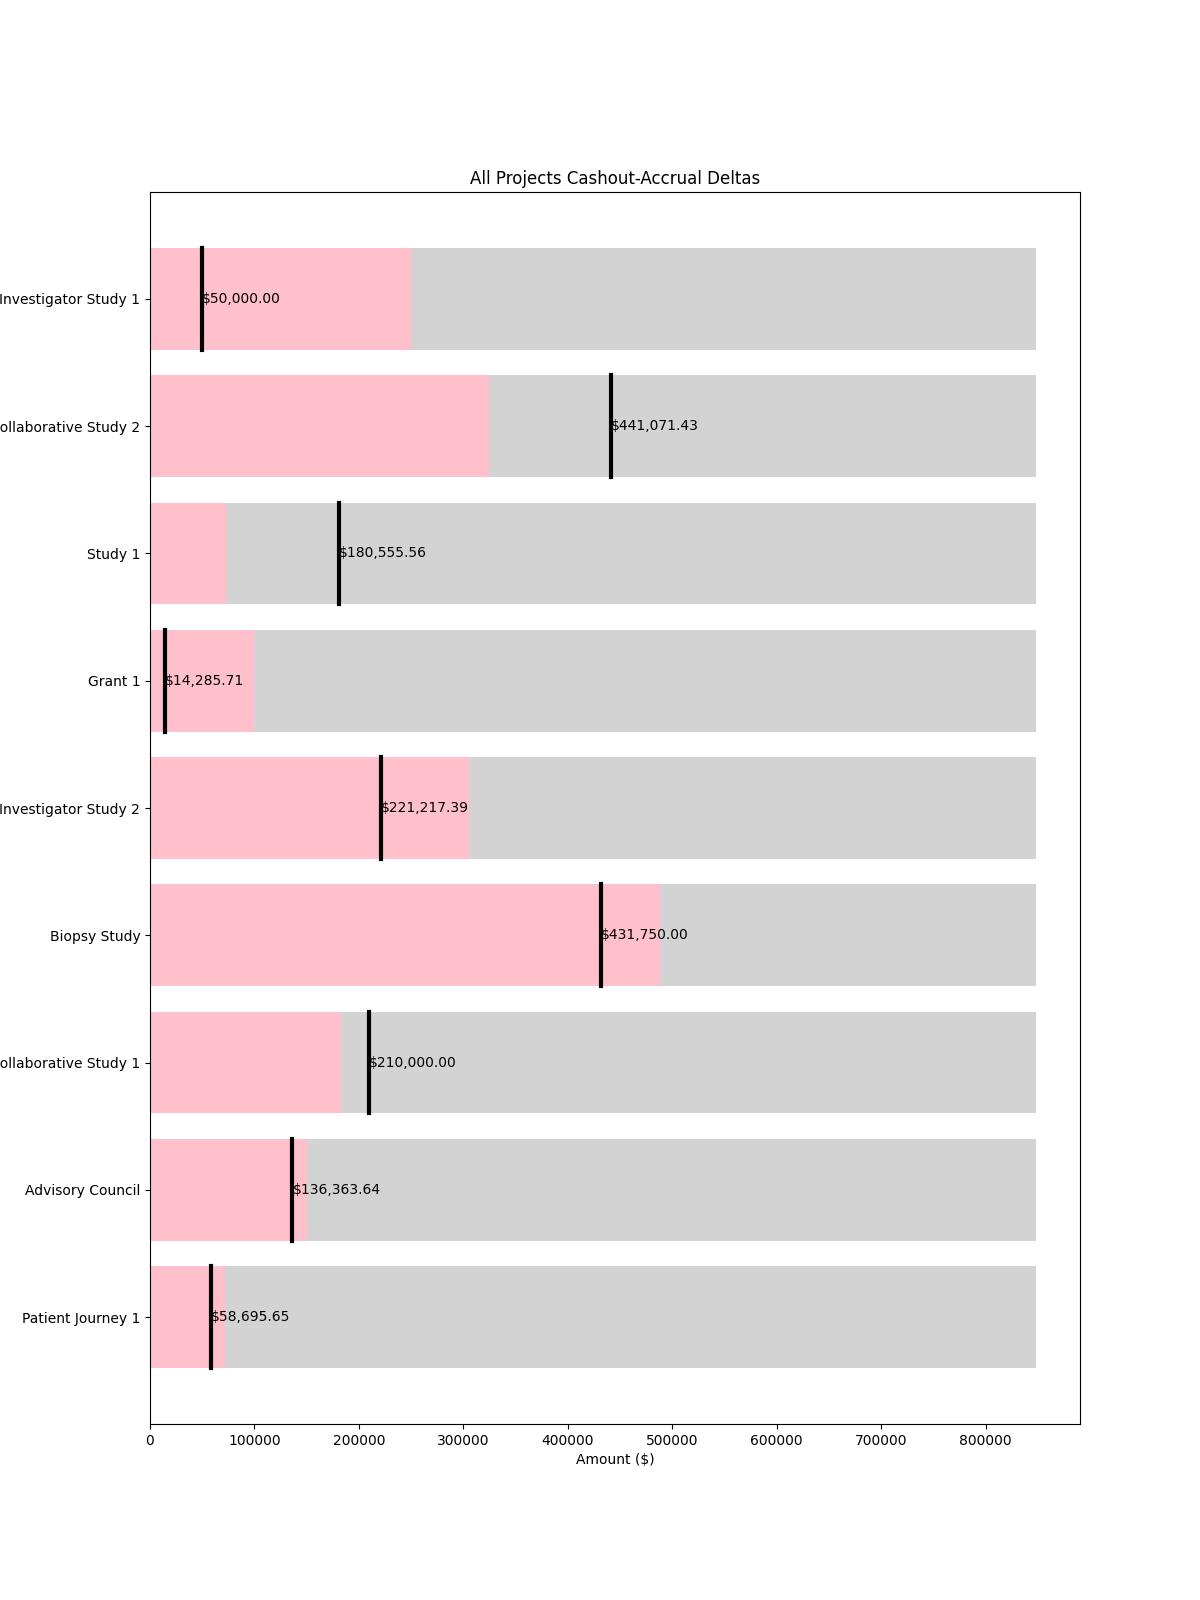 All Projects Cashout-Accrual Deltas
Investigator Study 1
$50,000.00
ollaborative Study 2
$441,071.43
Study 1
$180,555.56
Grant 1
$14,285.71
Investigator Study 2
$221,217.39
Biopsy Study
$431,750.00
ollaborative Study 1
$210,000.00
Advisory Council
$136,363.64
Patient Journey 1
$58,695.65
0 100000 200000 300000 400000 500000 600000 700000 800000
Amount ($)